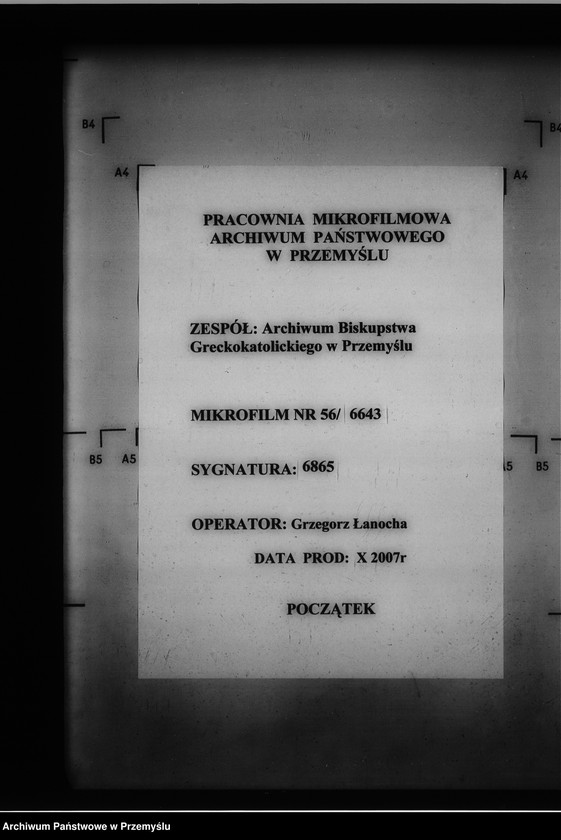 B4
B4
A4
A4
PRACOWNIA MIKROFILMOWA
ARCHIWUM PAŃSTWOWEGO
W PRZEMYŚLU
ZESPÓŁ: Archiwum Biskupstwa
Greckokatolickiego w Przemyślu
MIKROFILM NR 56/ 6643
B5 A5
A5 B5
SYGNATURA: 6865
OPERATOR: Grzegorz Łanocha
DATA PROD: X 2007r
POCZĄTEK
Archiwum Państwowe w Przemyślu